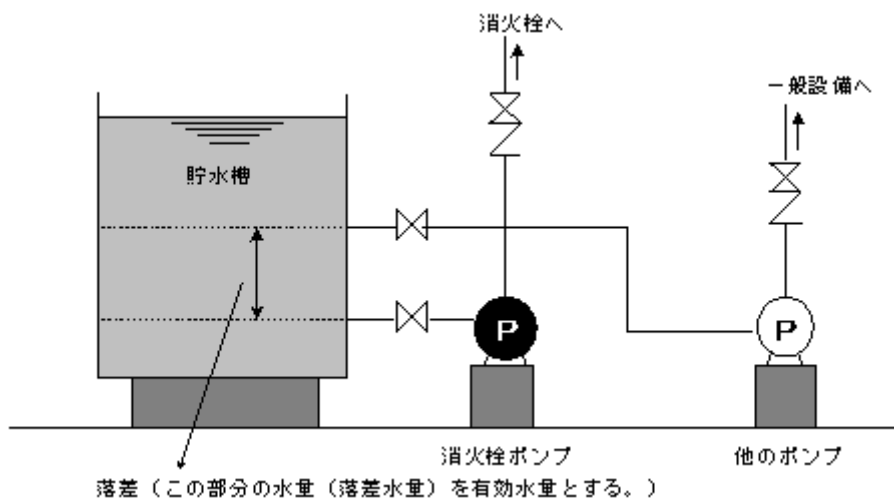 消火栓へ
一般設備へ
貯水槽
P
P
消火栓ポンプ
他のポンプ
落差（この部分の水量（落差水量）を有効水量とする。）